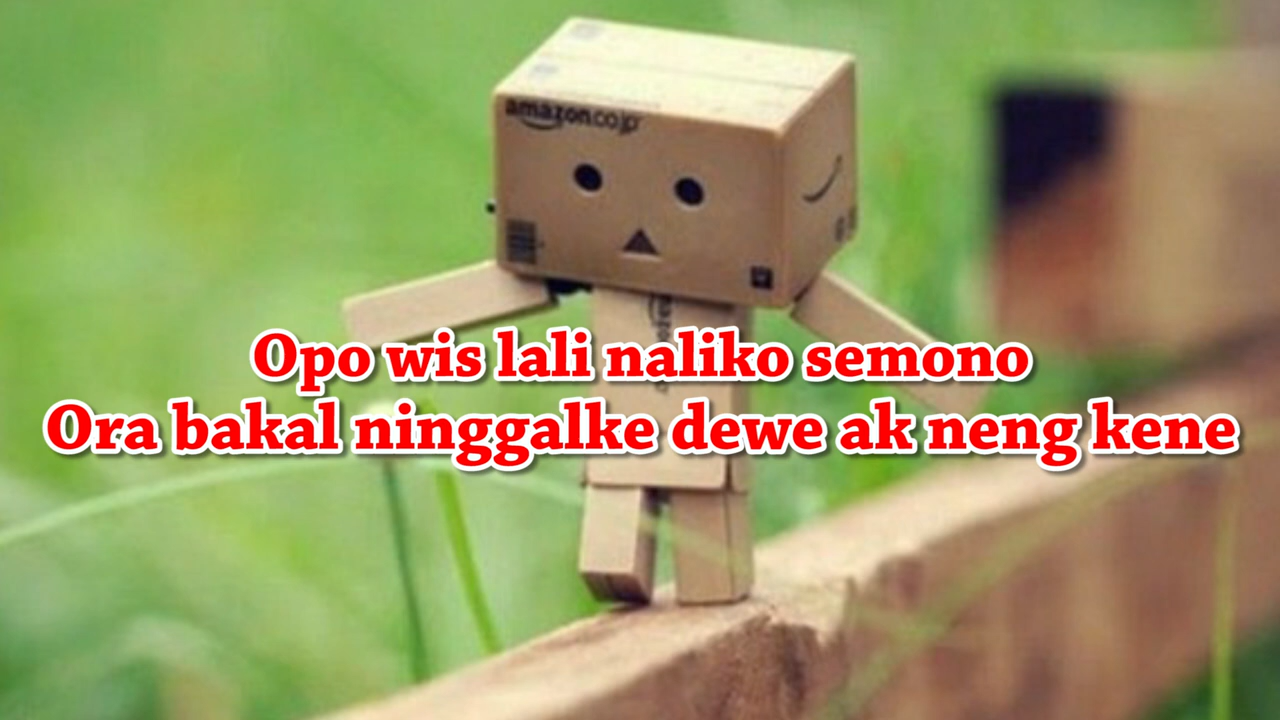 amazon.co.jp
Opo wis lali naliko semono
Ora bakal ninggalke dewe ak neng kene